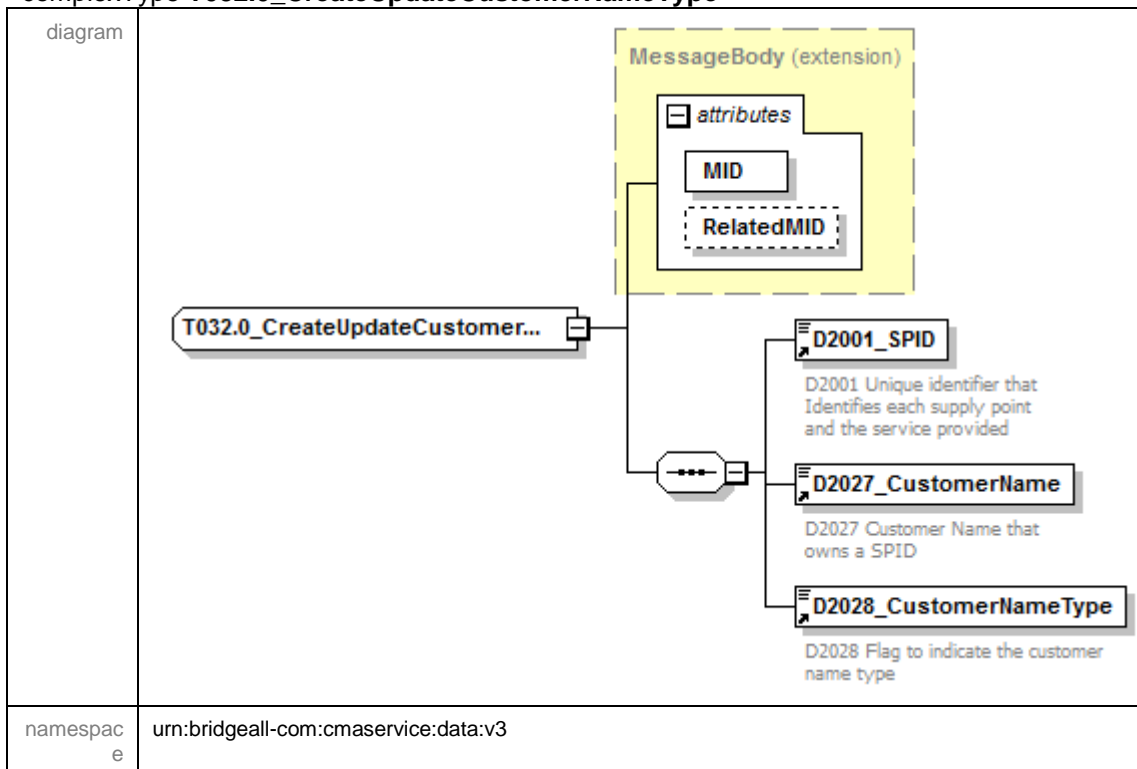 complexType T032.0_CreateUpdateCustomerNameType
diagram
MessageBody (extension)
attributes
MID
RelatedMID
T032.0_CreateUpdateCustomer...
D2001_SPID
D2001 Unique identifier that
Identifies each supply point
and the service provided
D2027_CustomerName
D2027 Customer Name that
owns a SPID
D2028_CustomerNameType
D2028 Flag to indicate the customer
name type
namespac
e
urn:bridgeall-com:cmaservice:data:v3